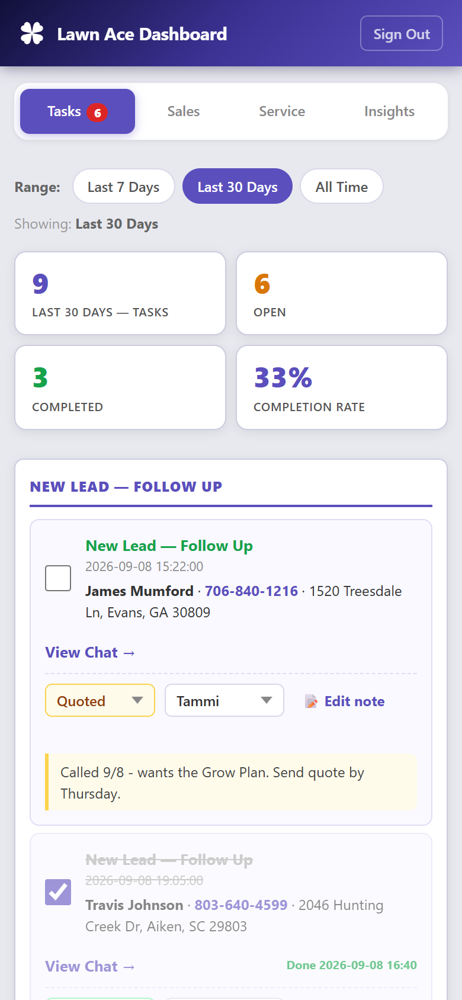 Lawn Ace Dashboard
Sign Out
Tasks 6
Sales
Service
Insights
Range:
Last 7 Days
Last 30 Days
All Time
Showing: Last 30 Days
9
LAST 30 DAYS — TASKS
6
OPEN
3
COMPLETED
33%
COMPLETION RATE
NEW LEAD — FOLLOW UP
New Lead — Follow Up
2026-09-08 15:22:00
James Mumford · 706-840-1216 · 1520 Treesdale
Ln, Evans, GA 30809
View Chat →
Quoted
Tammi
Edit note
Called 9/8 - wants the Grow Plan. Send quote by
Thursday.
New Lead — Follow Up
2026-09-08 19:05:00
Travis Johnson · 803-640-4599 · 2046 Hunting
Creek Dr, Aiken, SC 29803
View Chat →
Done 2026-09-08 16:40